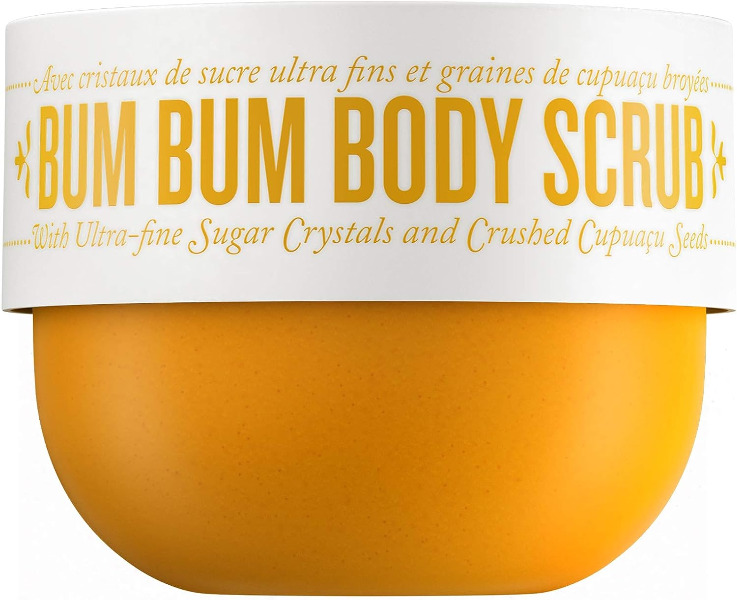 Avec cristaux de sucre ultra fins et graines de cupuaçu broyées
BUM BUM BODY SCRUB
With Ultra-fine Sugar Crystals and Crushed Cupuaçu Seeds